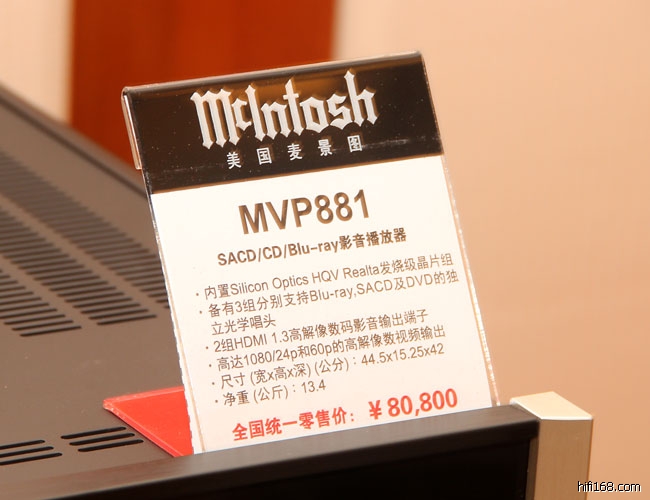 McIntosh
美国麦景图
MVP881
SACD/CD/Blu-ray影音播放器
·内置Silicon Optics HQV Realta发烧级晶片组
·备有3组分别支持Blu-ray,SACD及DVD的独
立光学唱头
·2组HDMI 1.3高解像数码影音输出端子
·高达1080/24p和60p的高解像数视频输出
·尺寸 (宽x高x深) (公分)：44.5x15.25x42
·净重 (公斤)：13.4
全国统一零售价：￥80,800
hifi168.com